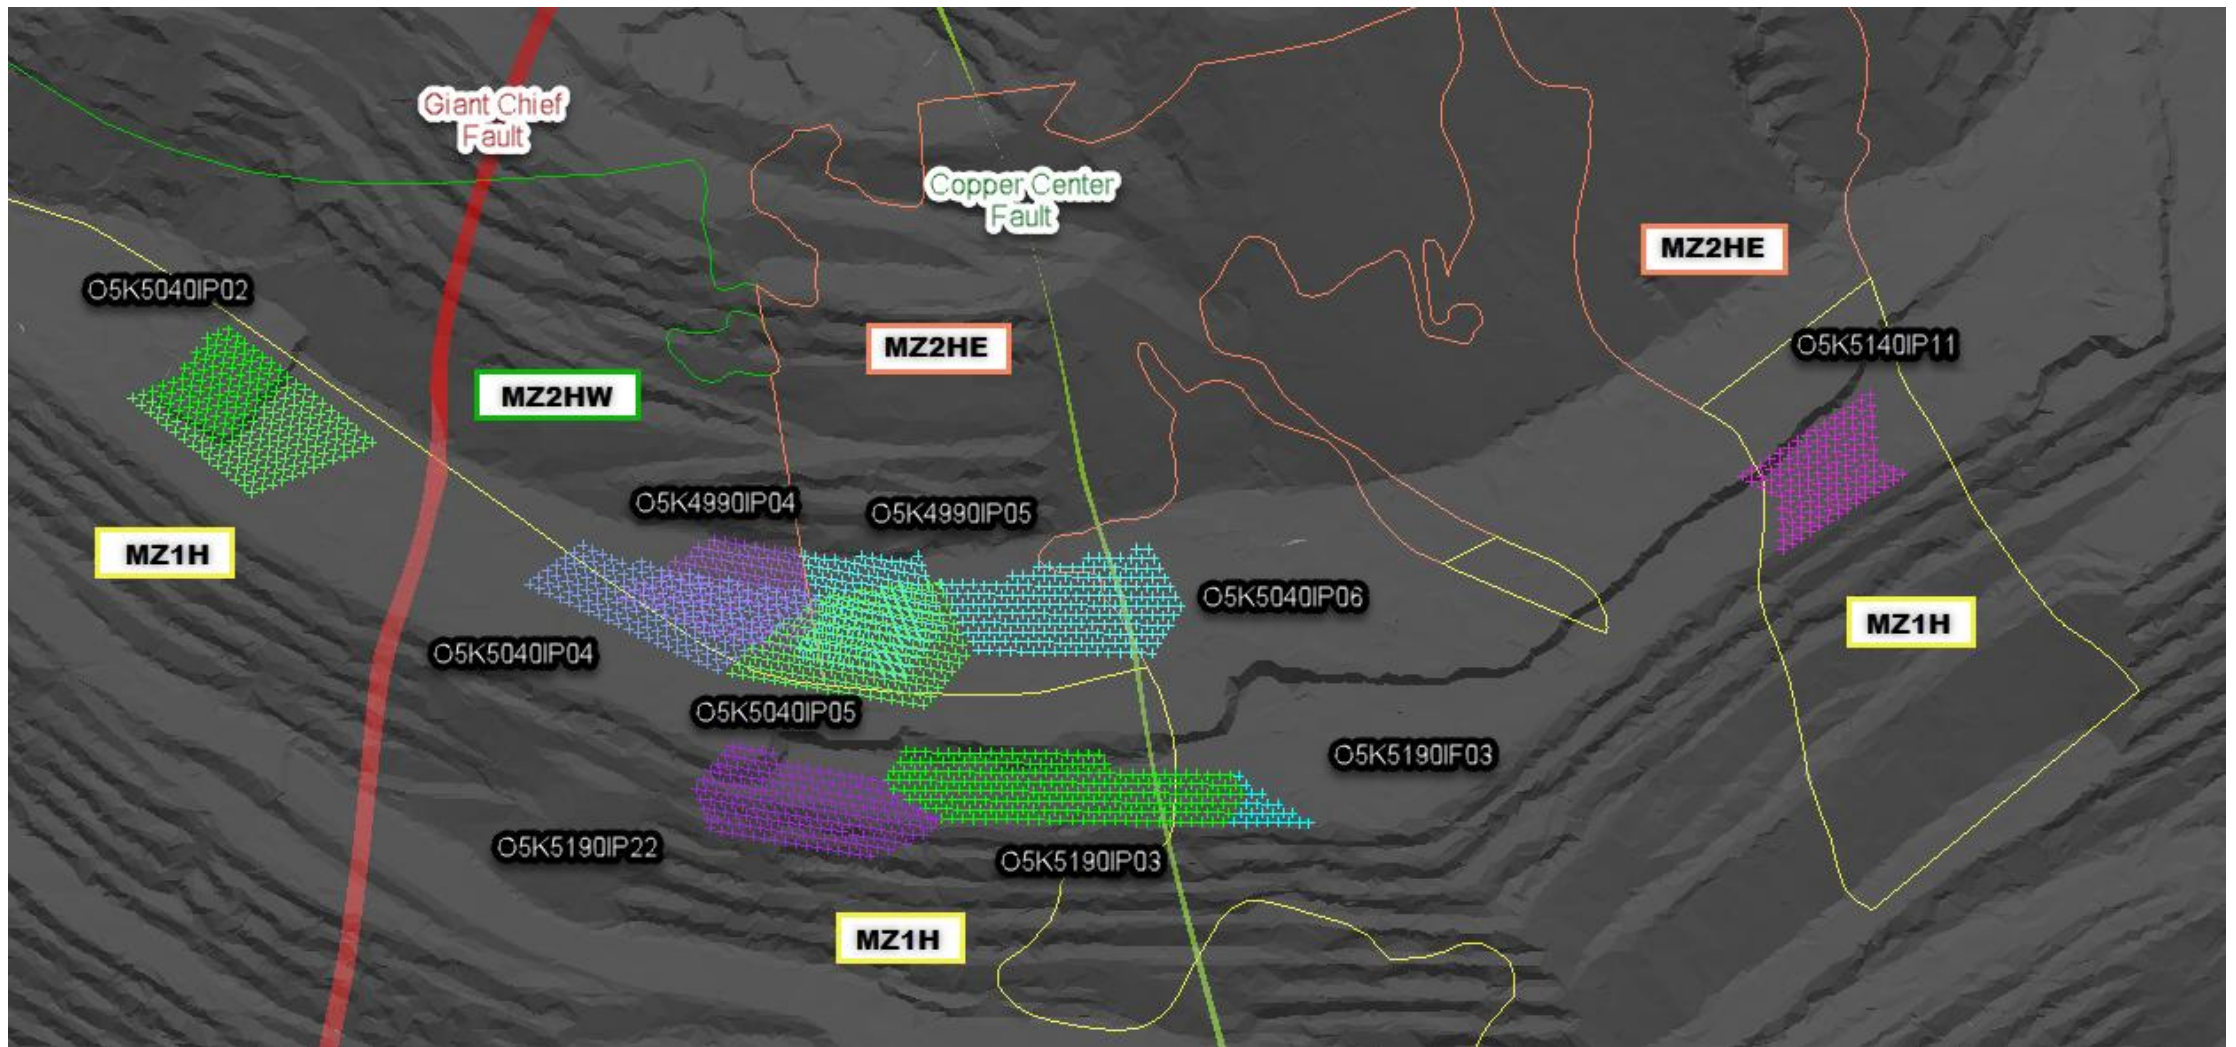 Giant Chief
Fault
Copper Center
Fault
MZ2HE
O5K5040IP02
MZ2HE
O5K5140IP11
MZ2HW
O5K4990IP04
O5K4990IP05
MZ1H
O5K5040IP06
MZ1H
O5K5040IP04
O5K5040IP05
O5K5190IF03
O5K5190IP22
O5K5190IP03
MZ1H